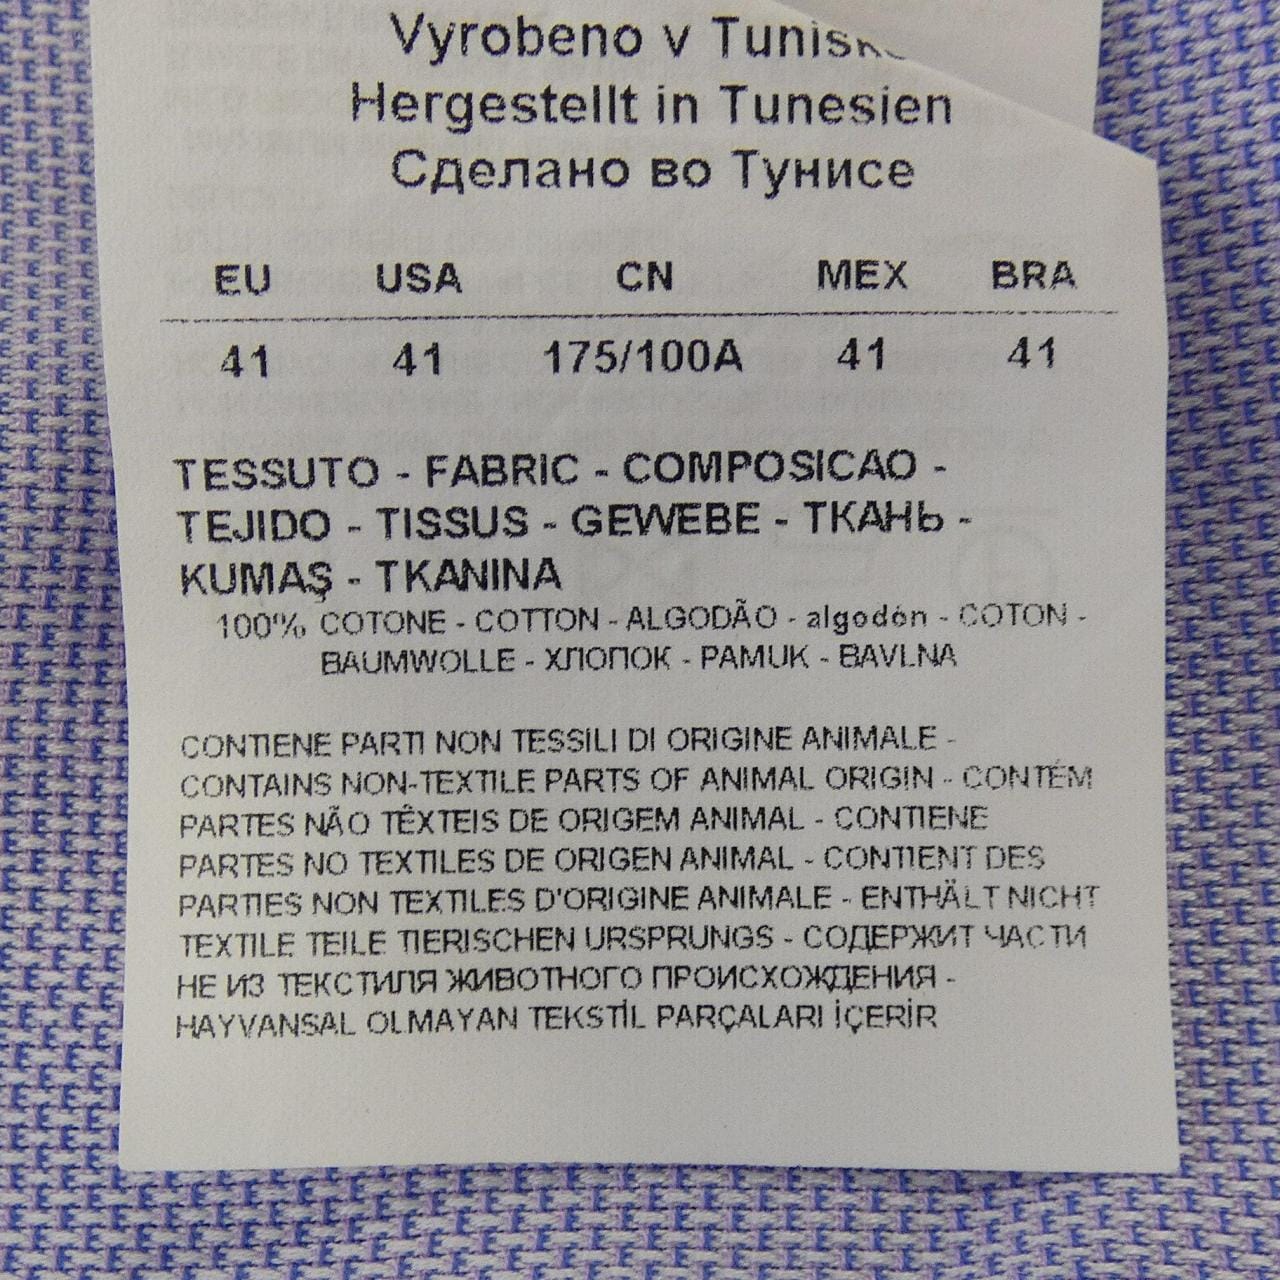 Vyrobeno v
Hergestellt in Tunesien
Сделано во Тунисе
EU USA CN MEX BRA
41 41 175/100A 41 41
TESSUTO - FABRIC - COMPOSICAO -
TEJIDO - TISSUS - GEWEBE - ТКАНЬ -
KUMAŞ - TKANINA
100% COTONE - COTTON - ALGODÃO - algodón - COTON -
BAUMWOLLE - ХЛОПОК - PAMUK - BAVLNA
CONTIENE PARTI NON TESSILI DI ORIGINE ANIMALE -
CONTAINS NON-TEXTILE PARTS OF ANIMAL ORIGIN - CONTÉM
PARTES NÃO TÊXTEIS DE ORIGEM ANIMAL - CONTIENE
PARTES NO TEXTILES DE ORIGEN ANIMAL - CONTIENT DES
PARTIES NON TEXTILES D'ORIGINE ANIMALE - ENTHÄLT NICHT
TEXTILE TEILE TIERISCHEN URSPRUNGS - СОДЕРЖИТ ЧАСТИ
НЕ ИЗ ТЕКСТИЛЯ ЖИВОТНОГО ПРОИСХОЖДЕНИЯ -
HAYVANSAL OLMAYAN TEKSTİL PARÇALARI İÇERİR